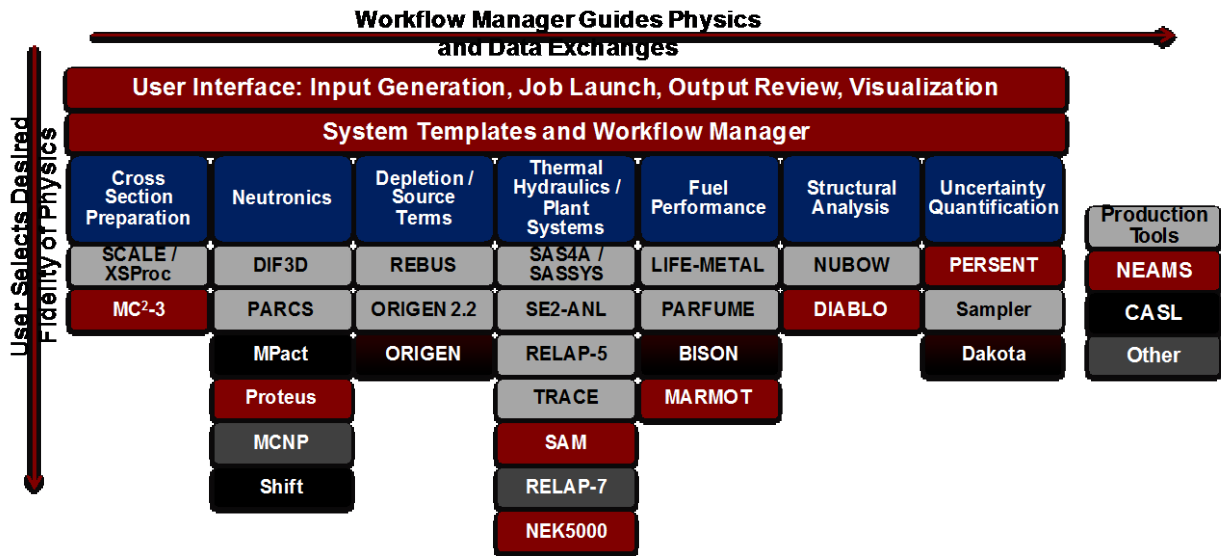 Workflow Manager Guides Physics
and Data Exchanges
User Selects Desired
Fidelity of Physics
User Interface: Input Generation, Job Launch, Output Review, Visualization
System Templates and Workflow Manager
Cross
Section
Preparation
Neutronics
Depletion /
Source
Terms
Thermal
Hydraulics /
Plant
Systems
Fuel
Performance
Structural
Analysis
Uncertainty
Quantification
SCALE /
XSProc
DIF3D
REBUS
SAS4A /
SASSYS
LIFE-METAL
NUBOW
PERSENT
MC²-3
PARCS
ORIGEN 2.2
SE2-ANL
PARFUME
DIABLO
Sampler
MPact
ORIGEN
RELAP-5
BISON
Dakota
Proteus
TRACE
MARMOT
MCNP
SAM
Shift
RELAP-7
NEK5000
Production
Tools
NEAMS
CASL
Other